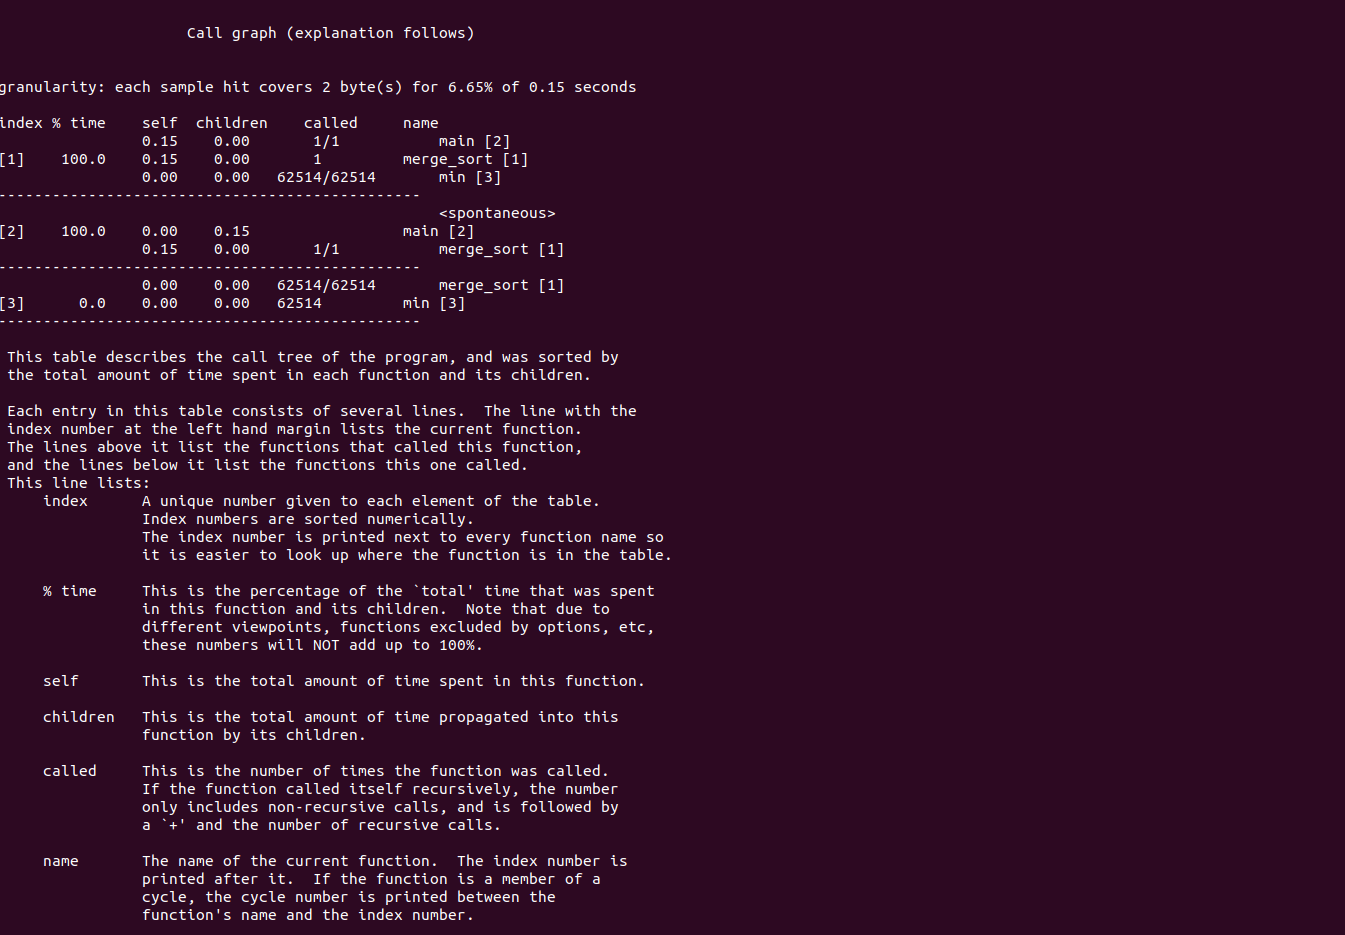 Call graph (explanation follows)
granularity: each sample hit covers 2 byte(s) for 6.65% of 0.15 seconds
index % time    self  children    called     name
                0.15    0.00       1/1           main [2]
[1]    100.0    0.15    0.00       1         merge_sort [1]
                0.00    0.00   62514/62514       min [3]
-----------------------------------------------
                                                 <spontaneous>
[2]    100.0    0.00    0.15                 main [2]
                0.15    0.00       1/1           merge_sort [1]
-----------------------------------------------
                0.00    0.00   62514/62514       merge_sort [1]
[3]      0.0    0.00    0.00   62514         min [3]
-----------------------------------------------
This table describes the call tree of the program, and was sorted by
the total amount of time spent in each function and its children.
Each entry in this table consists of several lines.  The line with the
index number at the left hand margin lists the current function.
The lines above it list the functions that called this function,
and the lines below it list the functions this one called.
This line lists:
index      A unique number given to each element of the table.
Index numbers are sorted numerically.
The index number is printed next to every function name so
it is easier to look up where the function is in the table.
% time     This is the percentage of the `total' time that was spent
in this function and its children.  Note that due to
different viewpoints, functions excluded by options, etc,
these numbers will NOT add up to 100%.
self       This is the total amount of time spent in this function.
children   This is the total amount of time propagated into this
function by its children.
called     This is the number of times the function was called.
If the function called itself recursively, the number
only includes non-recursive calls, and is followed by
a `+' and the number of recursive calls.
name       The name of the current function.  The index number is
printed after it.  If the function is a member of a
cycle, the cycle number is printed between the
function's name and the index number.